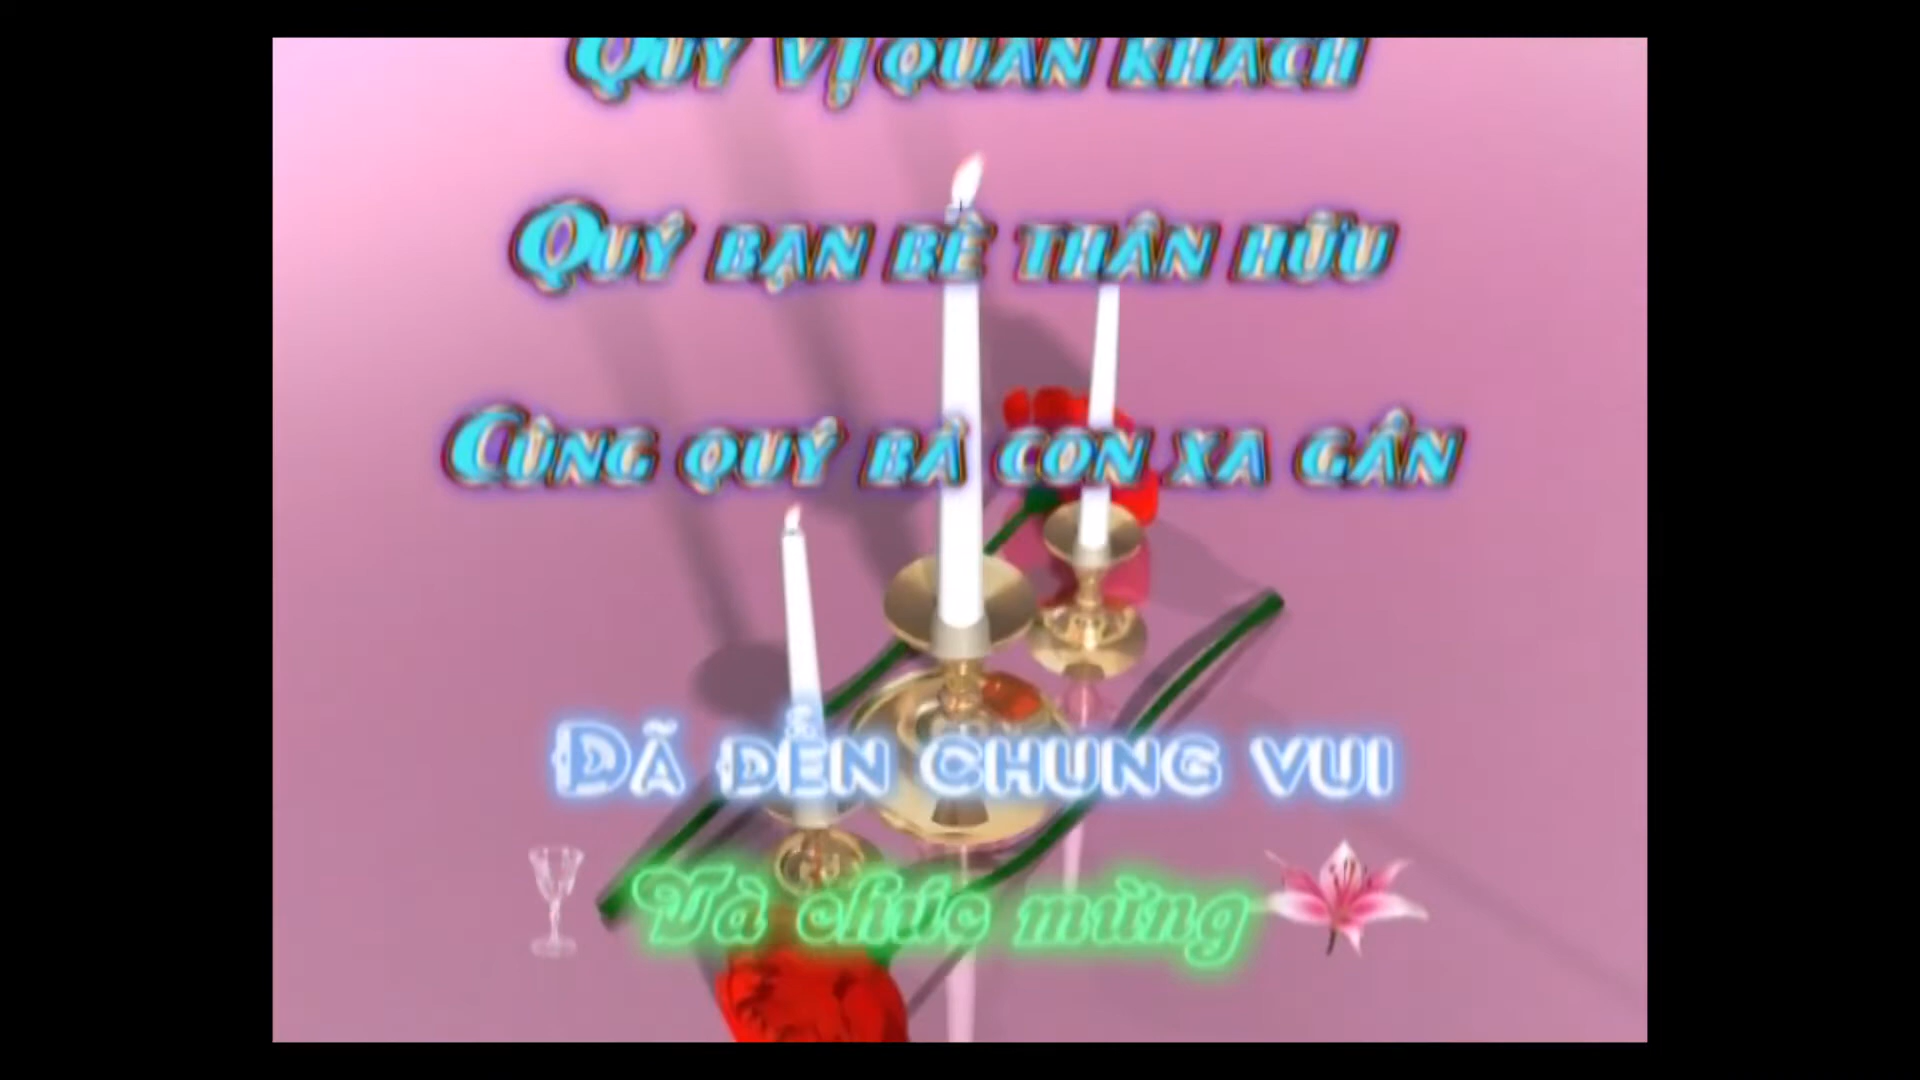 Quý vị quan khách
Quý bạn bè thân hữu
Cùng quý bà con xa gần
Đã đến chung vui
Và chúc mừng